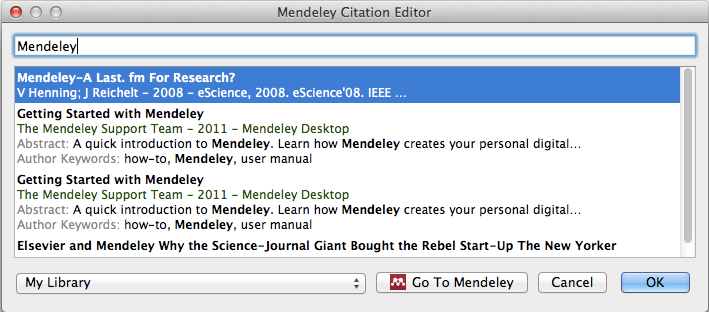 Mendeley Citation Editor
Mendeley
Mendeley-A Last. fm For Research?
V Henning; J Reichelt - 2008 - eScience, 2008. eScience'08. IEEE ...
Getting Started with Mendeley
The Mendeley Support Team - 2011 - Mendeley Desktop
Abstract: A quick introduction to Mendeley. Learn how Mendeley creates your personal digital...
Author Keywords: how-to, Mendeley, user manual
Getting Started with Mendeley
The Mendeley Support Team - 2011 - Mendeley Desktop
Abstract: A quick introduction to Mendeley. Learn how Mendeley creates your personal digital...
Author Keywords: how-to, Mendeley, user manual
Elsevier and Mendeley Why the Science-Journal Giant Bought the Rebel Start-Up The New Yorker
My Library
Go To Mendeley
Cancel
OK